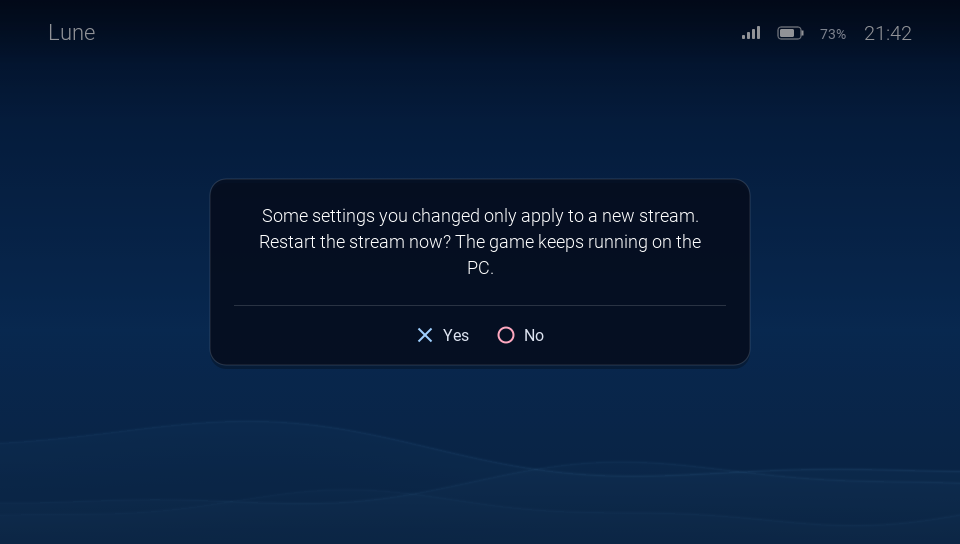 Lune
73%
21:42
Some settings you changed only apply to a new stream.
Restart the stream now? The game keeps running on the
PC.
Yes
No